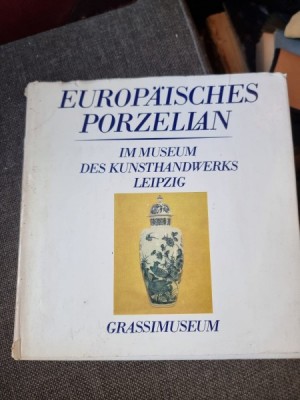 EUROPÄISCHES
PORZELLAN
IM MUSEUM
DES KUNSTHANDWERKS
LEIPZIG
GRASSIMUSEUM